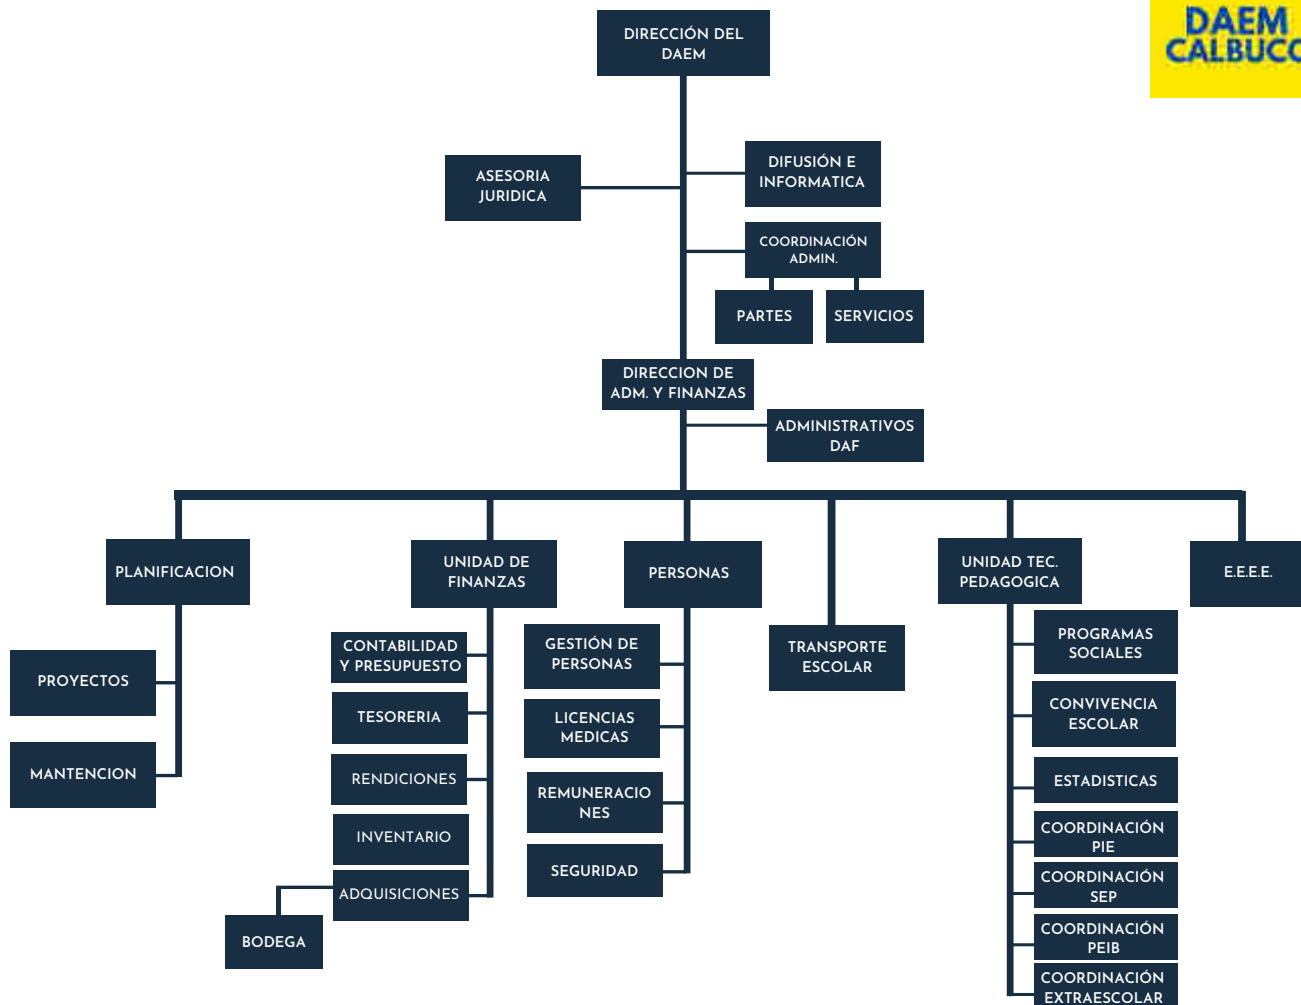 DIRECCIÓN DEL
DAEM
DAEM
CALBUCO
ASESORIA
JURIDICA
DIFUSIÓN E
INFORMATICA
COORDINACIÓN
ADMIN.
PARTES
SERVICIOS
DIRECCION DE
ADM. Y FINANZAS
ADMINISTRATIVOS
DAF
PLANIFICACION
PROYECTOS
MANTENCION
UNIDAD DE
FINANZAS
CONTABILIDAD
Y PRESUPUESTO
TESORERIA
RENDICIONES
INVENTARIO
ADQUISICIONES
BODEGA
PERSONAS
GESTIÓN DE
PERSONAS
LICENCIAS
MEDICAS
REMUNERACIO
NES
SEGURIDAD
TRANSPORTE
ESCOLAR
UNIDAD TEC.
PEDAGOGICA
PROGRAMAS
SOCIALES
CONVIVENCIA
ESCOLAR
ESTADISTICAS
COORDINACIÓN
PIE
COORDINACIÓN
SEP
COORDINACIÓN
PEIB
COORDINACIÓN
EXTRAESCOLAR
E.E.E.E.